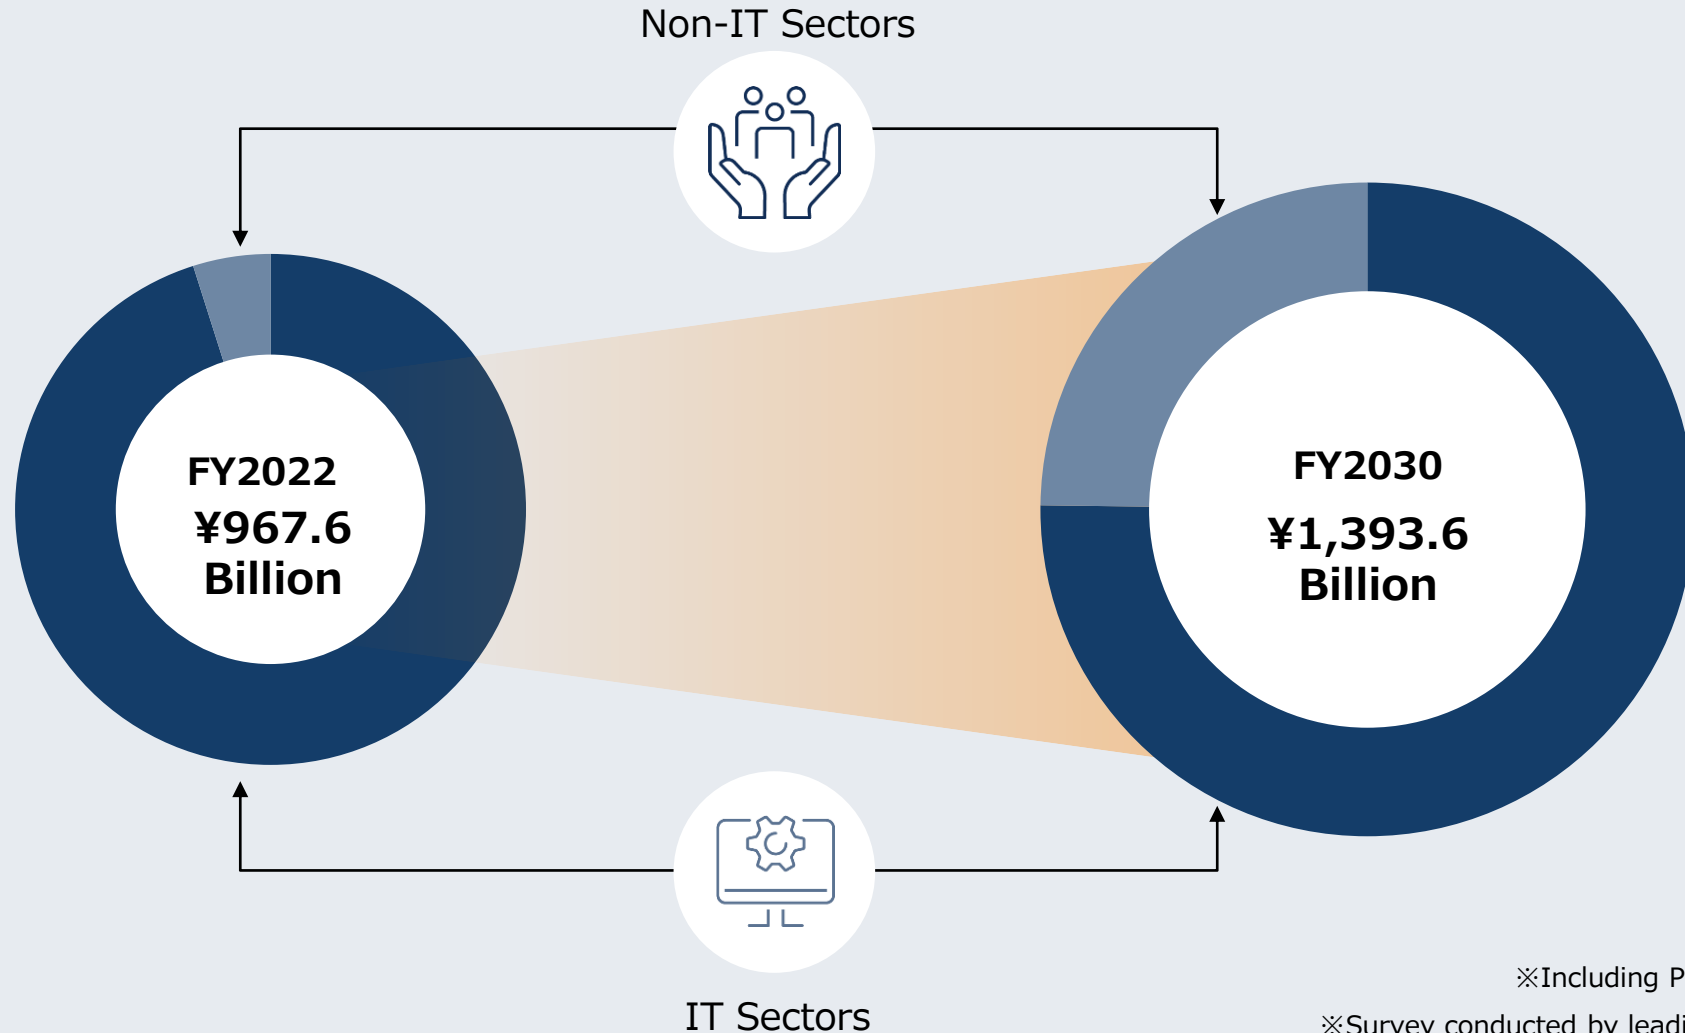 Non-IT Sectors
FY2022
¥967.6
Billion
FY2030
¥1,393.6
Billion
IT Sectors
※Including
※Survey conducted by